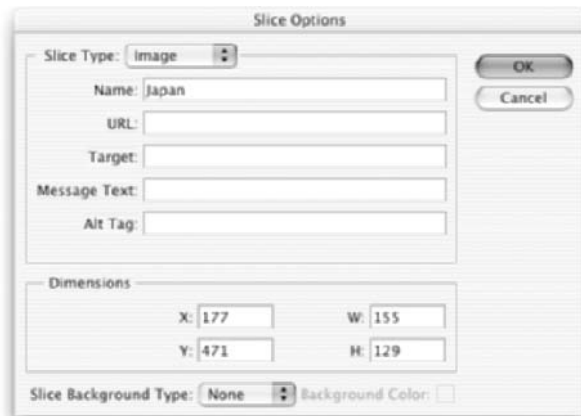 Slice Options
Slice Type: Image
OK
Name: Japan
Cancel
URL:
Target:
Message Text:
Alt Tag:
Dimensions
X: 177 W: 155
Y: 471 H: 129
Slice Background Type: None Background Color: